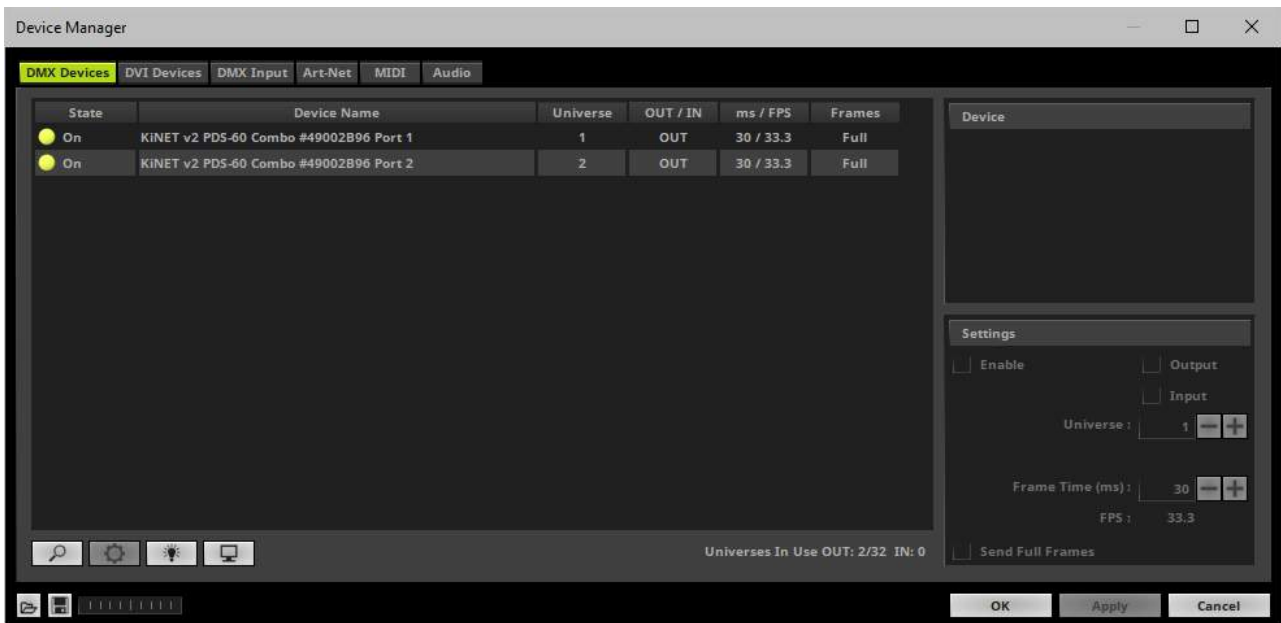 Device Manager
DMX Devices DVI Devices DMX Input Art-Net MIDI Audio
State Device Name Universe OUT / IN ms / FPS Frames
On KiNET v2 PDS-60 Combo #49002B96 Port 1 1 OUT 30 / 33.3 Full
On KiNET v2 PDS-60 Combo #49002B96 Port 2 2 OUT 30 / 33.3 Full
Universes In Use OUT: 2/32 IN: 0
Device
Settings
Enable Output
Input
Universe : 1
Frame Time (ms) : 30
FPS : 33.3
Send Full Frames
OK Apply Cancel